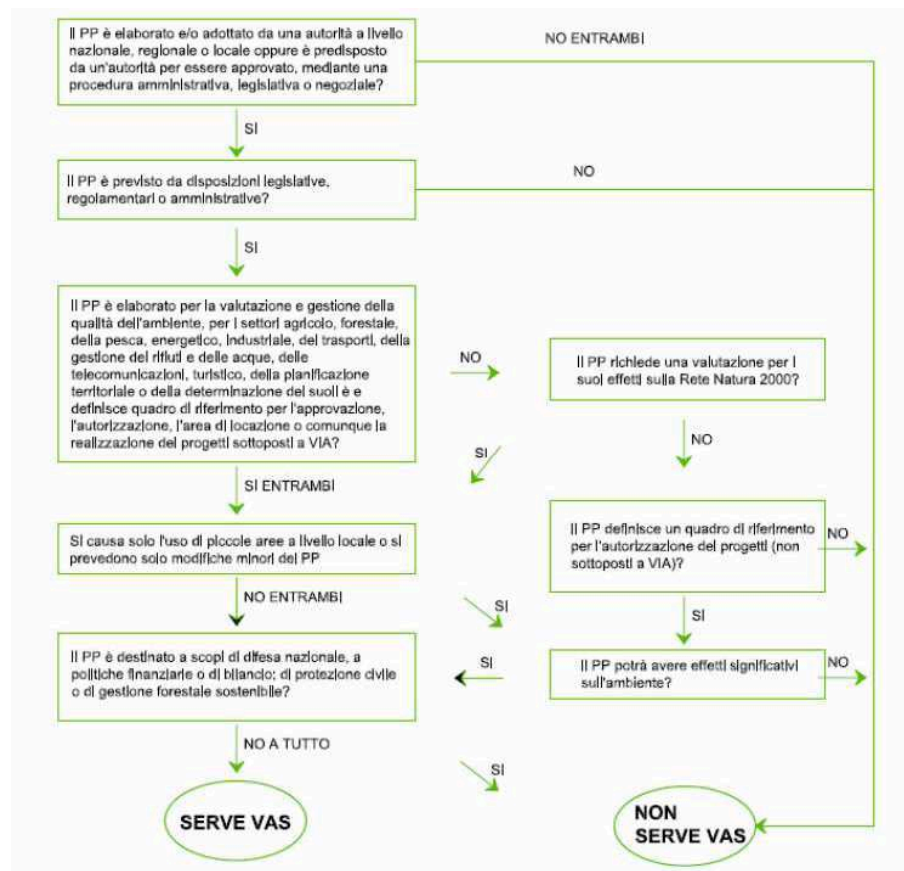 Il PP è elaborato e/o adottato da una autorità a livello
nazionale, regionale o locale oppure è predisposto
da un'autorità per essere approvato, mediante una
procedura amministrativa, legislativa o negoziale?
NO ENTRAMBI
SI
Il PP è previsto da disposizioni legislative,
regolamentari o amministrative?
NO
SI
Il PP è elaborato per la valutazione e gestione della
qualità dell'ambiente, per i settori agricolo, forestale,
della pesca, energetico, industriale, dei trasporti, della
gestione dei rifiuti e delle acque, delle
telecomunicazioni, turistico, della pianificazione
territoriale o della determinazione dei suoli è e
definisce quadro di riferimento per l'approvazione,
l'autorizzazione, l'area di locazione o comunque la
realizzazione dei progetti sottoposti a VIA?
NO
Il PP richiede una valutazione per i
suoi effetti sulla Rete Natura 2000?
SI
NO
SI ENTRAMBI
Si causa solo l'uso di piccole aree a livello locale o si
prevedono solo modifiche minori dei PP
Il PP definisce un quadro di riferimento
per l'autorizzazione dei progetti (non
sottoposti a VIA)?
NO
NO ENTRAMBI
SI
SI
Il PP è destinato a scopi di difesa nazionale, a
politiche finanziarie o di bilancio; di protezione civile
o di gestione forestale sostenibile?
SI
Il PP potrà avere effetti significativi
sull'ambiente?
NO
NO A TUTTO
SI
SERVE VAS
NON
SERVE VAS